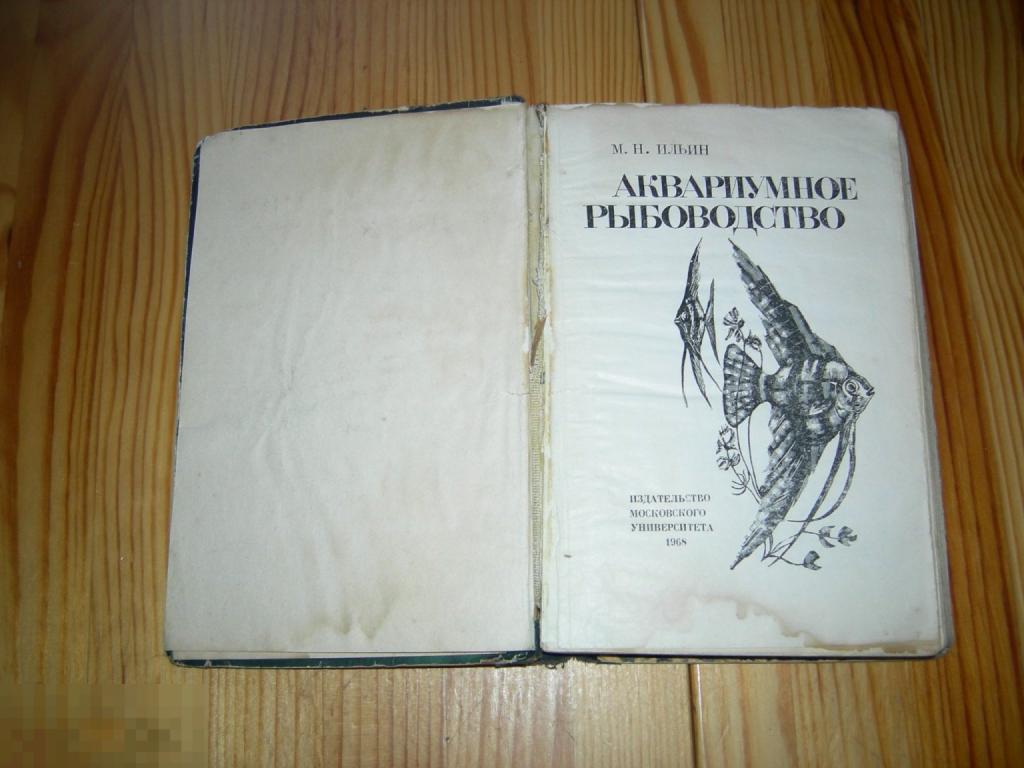 М. Н. ИЛЬИН
АКВАРИУМНОЕ
РЫБОВОДСТВО
ИЗДАТЕЛЬСТВО
МОСКОВСКОГО
УНИВЕРСИТЕТА
1968